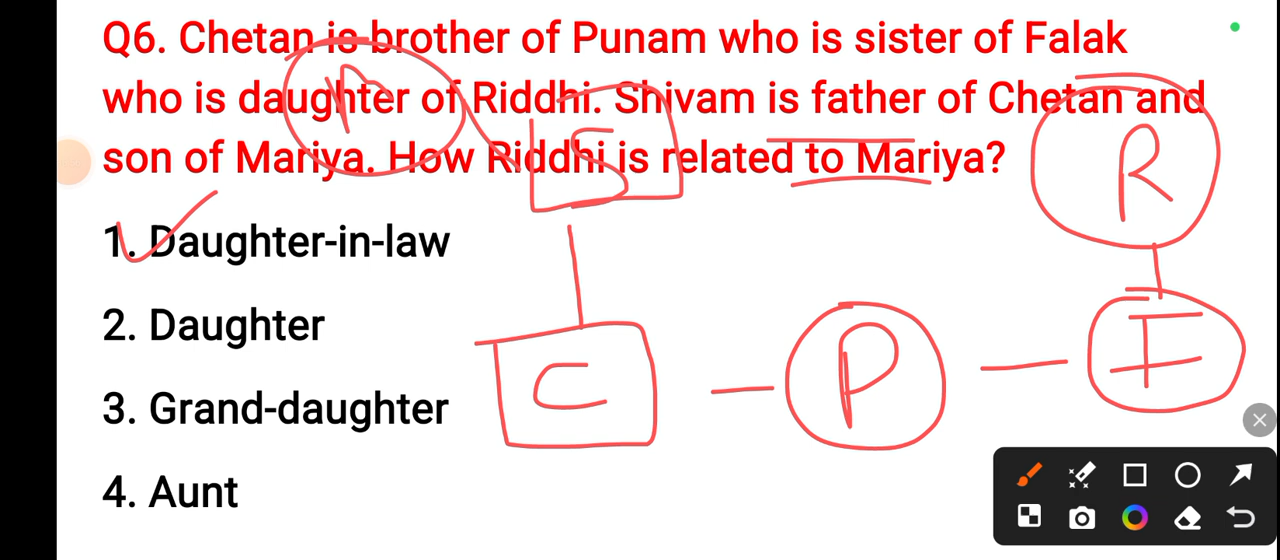 Q6. Chetan is brother of Punam who is sister of Falak
who is daughter of Riddhi. Shivam is father of Chetan and
son of Mariya. How Riddhi is related to Mariya?
1. Daughter-in-law
2. Daughter
3. Grand-daughter
4. Aunt
S
R
C
P